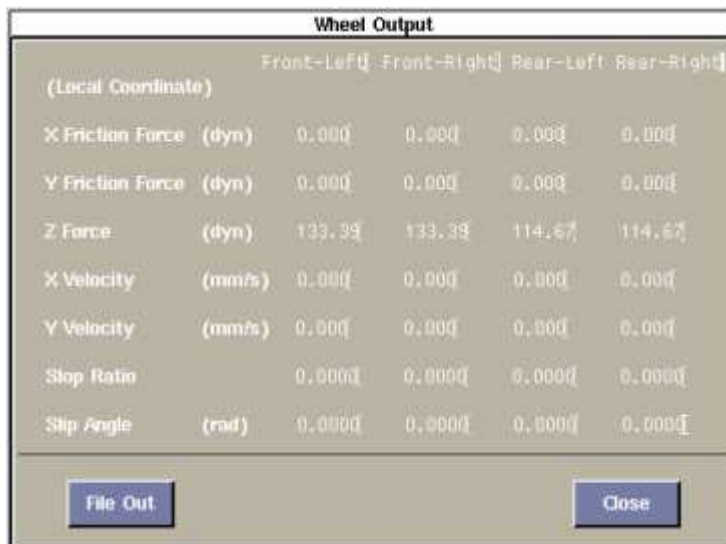 Wheel Output
Front-Left Front-Right Rear-Left Rear-Right
(Local Coordinate)
X Friction Force (dyn) 0.000 0.000 0.000 0.000
Y Friction Force (dyn) 0.000 0.000 0.000 0.000
Z Force (dyn) 133.39 133.39 114.67 114.67
X Velocity (mm/s) 0.000 0.000 0.000 0.000
Y Velocity (mm/s) 0.000 0.000 0.000 0.000
Slop Ratio 0.0000 0.0000 0.0000 0.0000
Slip Angle (rad) 0.0000 0.0000 0.0000 0.0000
File Out Close